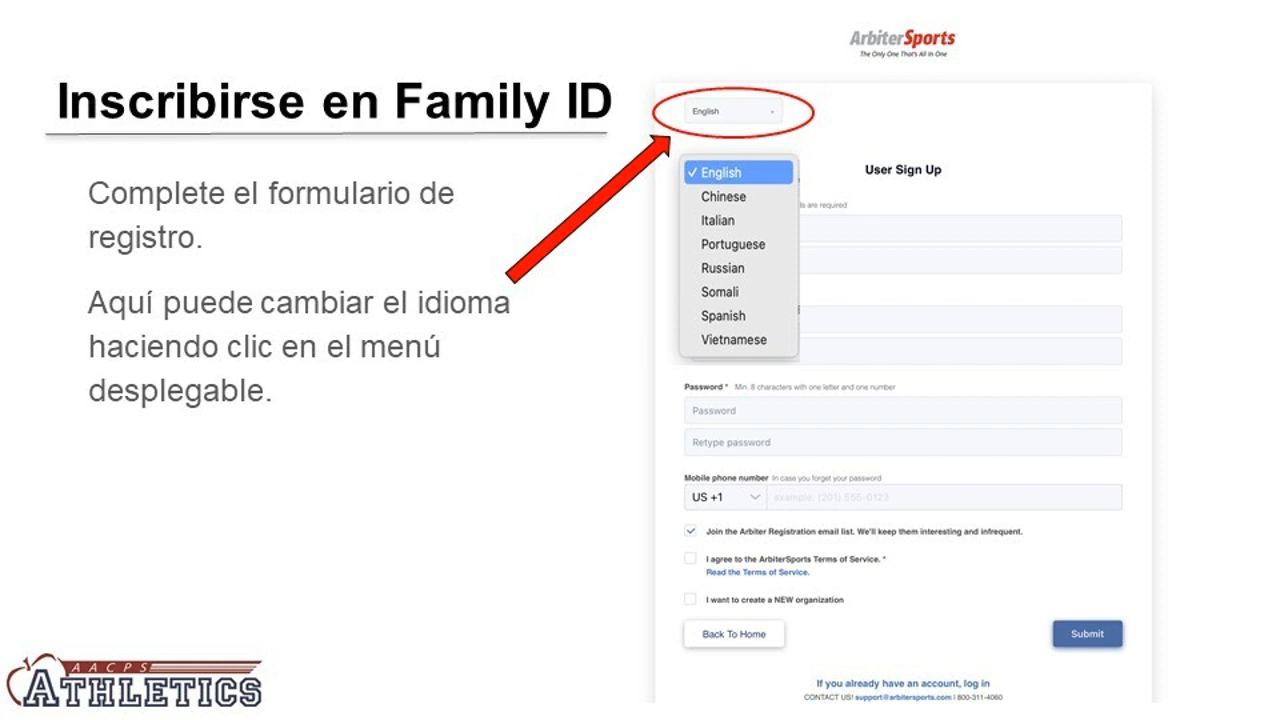 Inscribirse en Family ID
Complete el formulario de
registro.
Aquí puede cambiar el idioma
haciendo clic en el menú
desplegable.
AACPS
ATHLETICS
ArbiterSports
The Only One That's All In One
English
English
Chinese
Italian
Portuguese
Russian
Somali
Spanish
Vietnamese
User Sign Up
are required
Password * Min. 8 characters with one letter and one number
Password
Retype password
Mobile phone number In case you forget your password
US +1 example. (201) 555-0123
Join the Arbiter Registration email list. We'll keep them interesting and infrequent.
I agree to the ArbiterSports Terms of Service. *
Read the Terms of Service.
I want to create a NEW organization
Back To Home Submit
If you already have an account, log in
CONTACT US! support@arbitersports.com | 800-311-4060